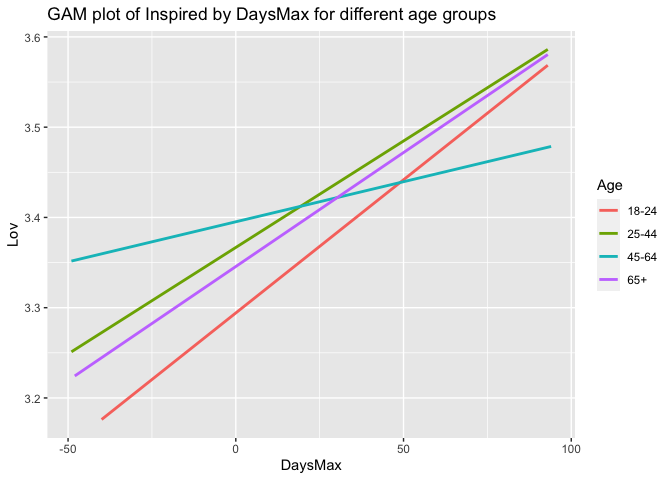 GAM plot of Inspired by DaysMax for different age groups
3.6
3.5
3.4
3.3
3.2
Lov
-50 0 50 100
DaysMax
Age
18-24
25-44
45-64
65+